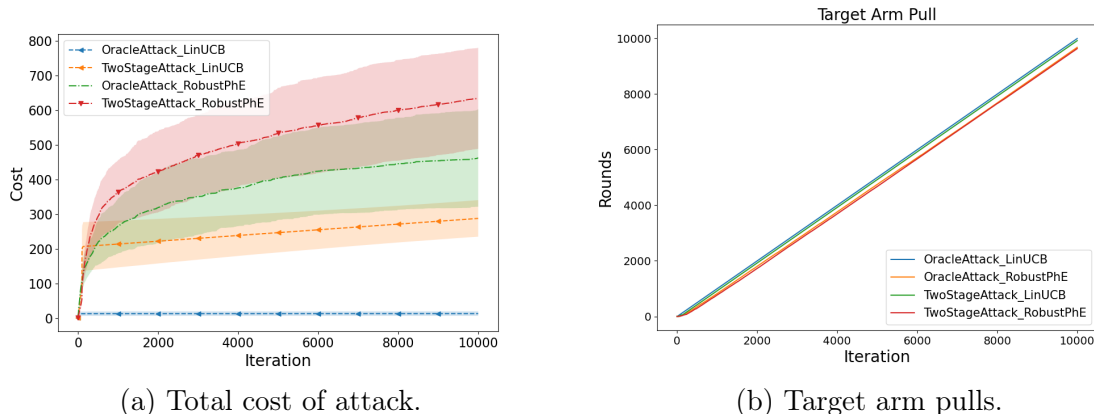 Target Arm Pull
800
700
600
500
400
300
200
100
0
Cost
OracleAttack_LinUCB
TwoStageAttack_LinUCB
OracleAttack_RobustPhE
TwoStageAttack_RobustPhE
0 2000 4000 6000 8000 10000
Iteration
(a) Total cost of attack.
10000
8000
6000
4000
2000
0
Rounds
OracleAttack_LinUCB
OracleAttack_RobustPhE
TwoStageAttack_LinUCB
TwoStageAttack_RobustPhE
0 2000 4000 6000 8000 10000
Iteration
(b) Target arm pulls.